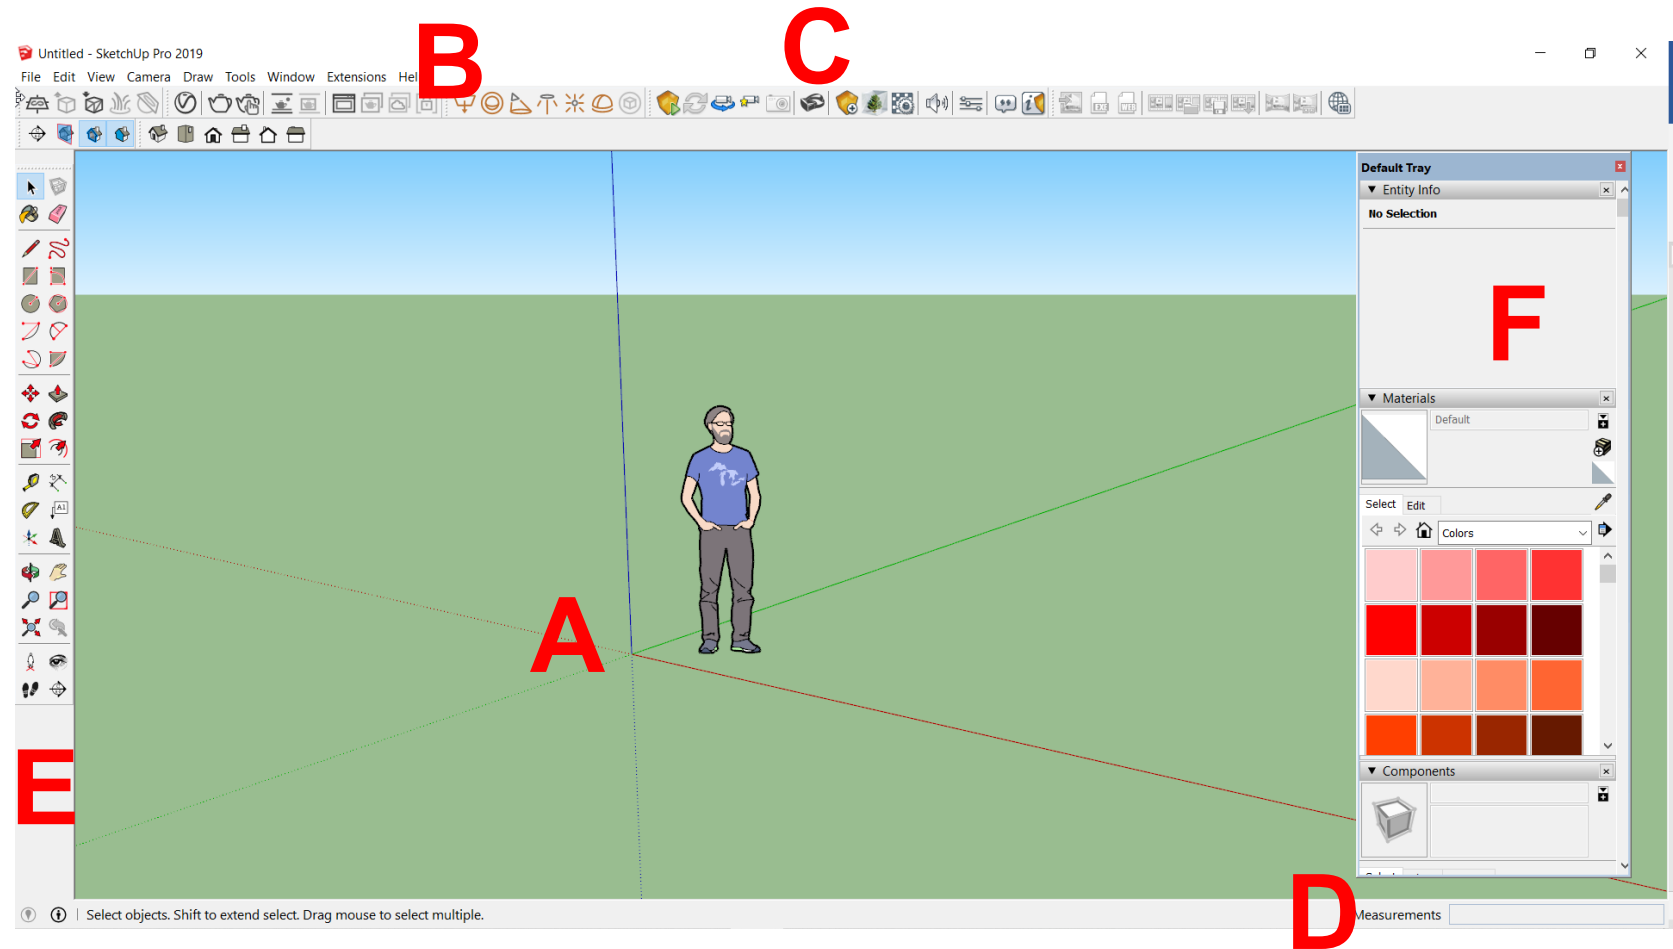 B
C
Untitled - SketchUp Pro 2019
File Edit View Camera Draw Tools Window Extensions Hel
Default Tray
Entity Info
No Selection
F
Materials
Default
A1
Select Edit
Colors
A
E
Components
D
Select objects. Shift to extend select. Drag mouse to select multiple.
Measurements